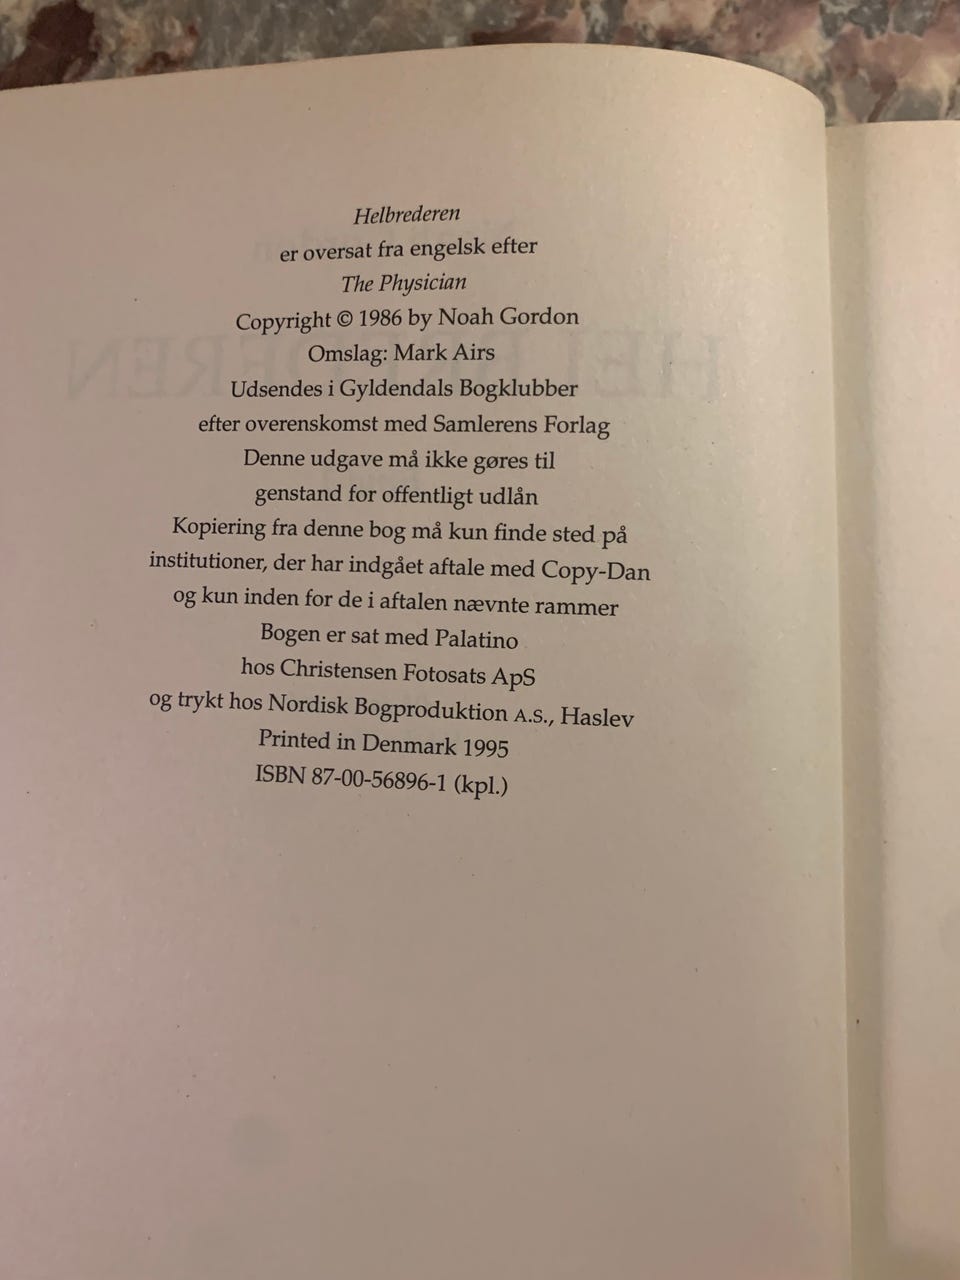 Helbrederen
er oversat fra engelsk efter
The Physician
Copyright © 1986 by Noah Gordon
Omslag: Mark Airs
Udsendes i Gyldendals Bogklubber
efter overenskomst med Samlerens Forlag
Denne udgave må ikke gøres til
genstand for offentligt udlån
Kopiering fra denne bog må kun finde sted på
institutioner, der har indgået aftale med Copy-Dan
og kun inden for de i aftalen nævnte rammer
Bogen er sat med Palatino
hos Christensen Fotosats ApS
og trykt hos Nordisk Bogproduktion A.S., Haslev
Printed in Denmark 1995
ISBN 87-00-56896-1 (kpl.)